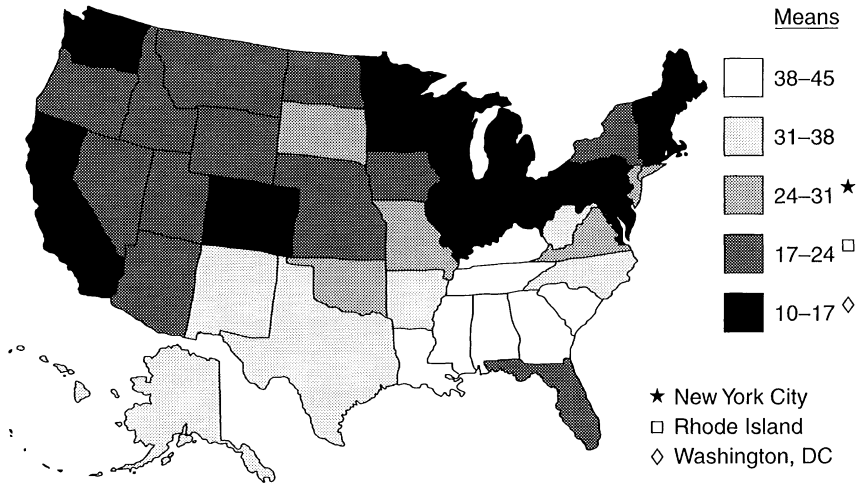 Means
38–45
31–38
24–31 ★
17–24 □
10–17 ◇
★ New York City
□ Rhode Island
◇ Washington, DC